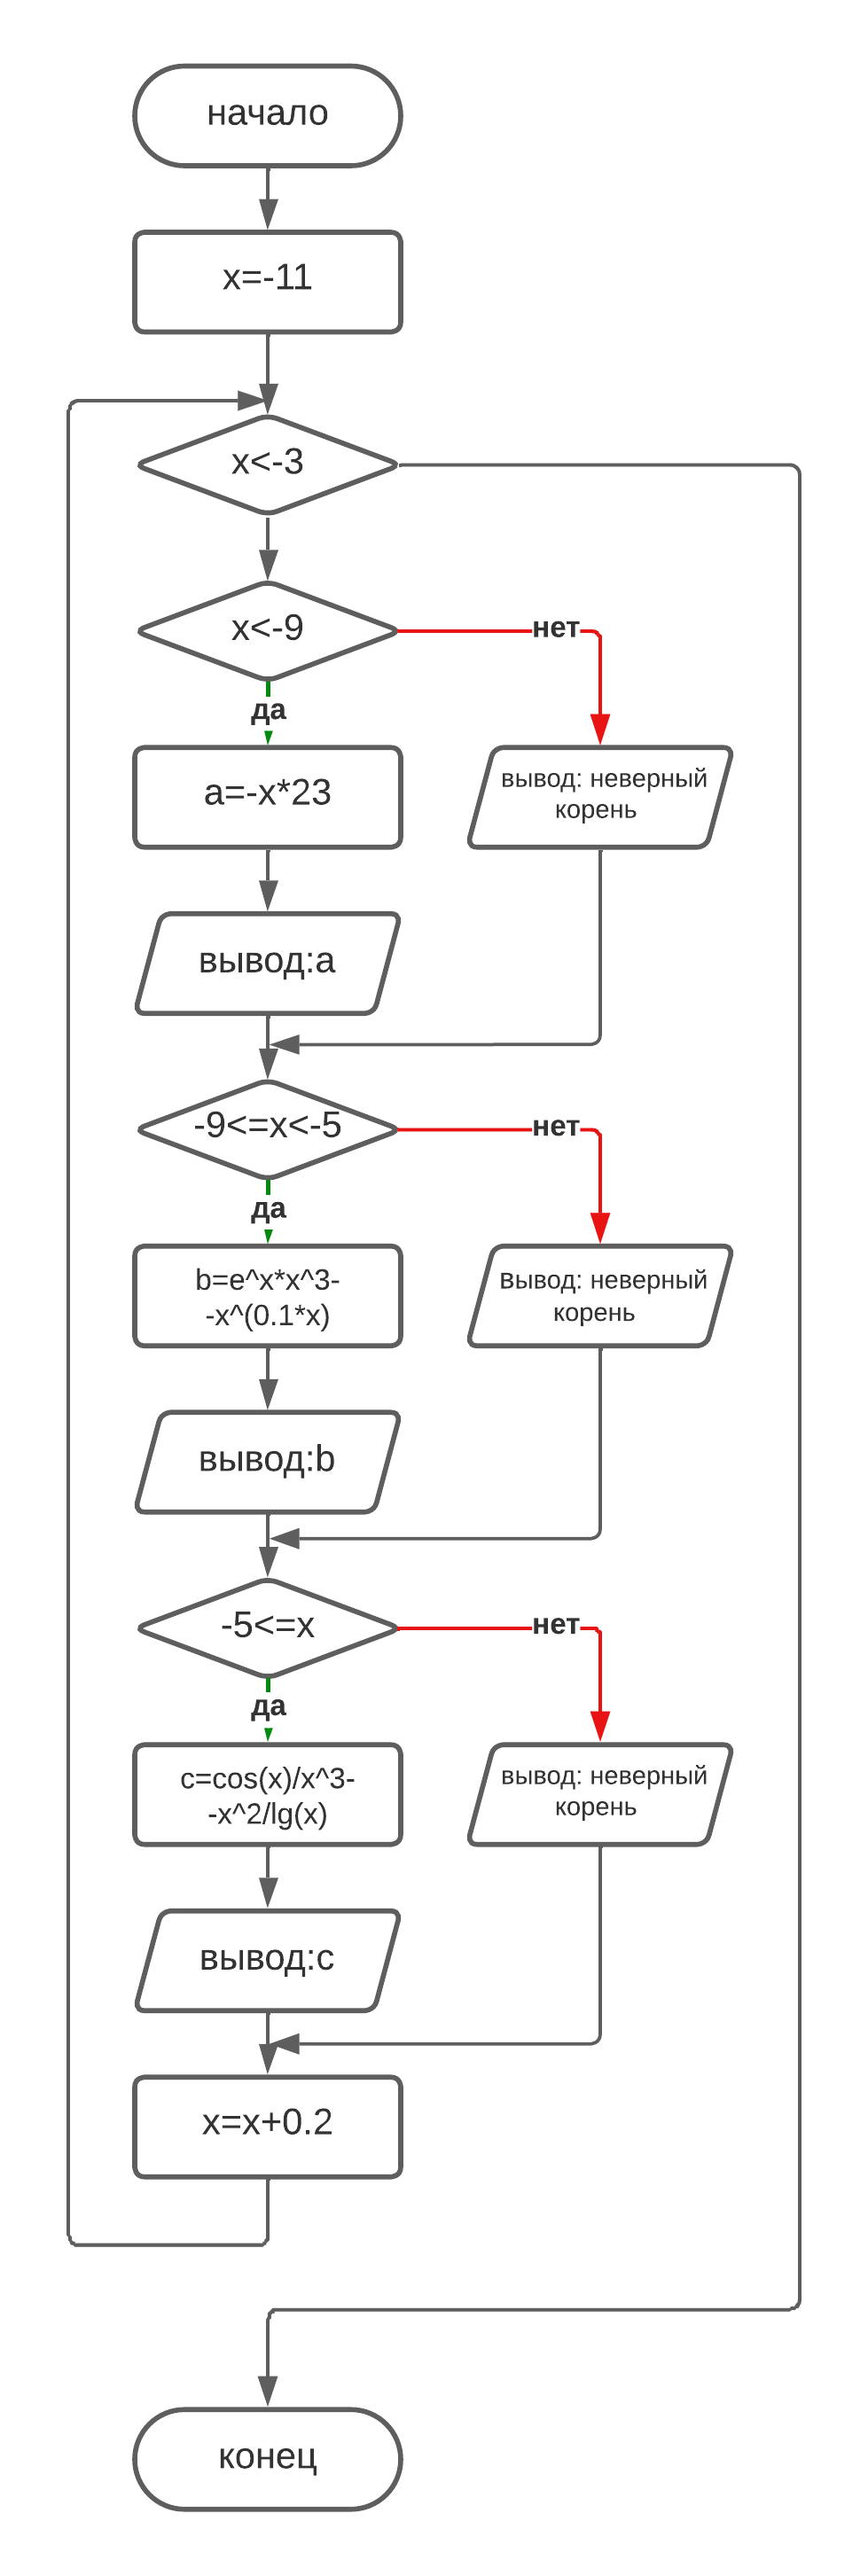 начало
x=-11
x<-3
x<-9
нет
да
a=-x*23
вывод: неверный
корень
вывод:a
-9<=x<-5
нет
да
b=e^x*x^3-
-x^(0.1*x)
вывод: неверный
корень
вывод:b
-5<=x
нет
да
c=cos(x)/x^3-
-x^2/lg(x)
вывод: неверный
корень
вывод:c
x=x+0.2
конец